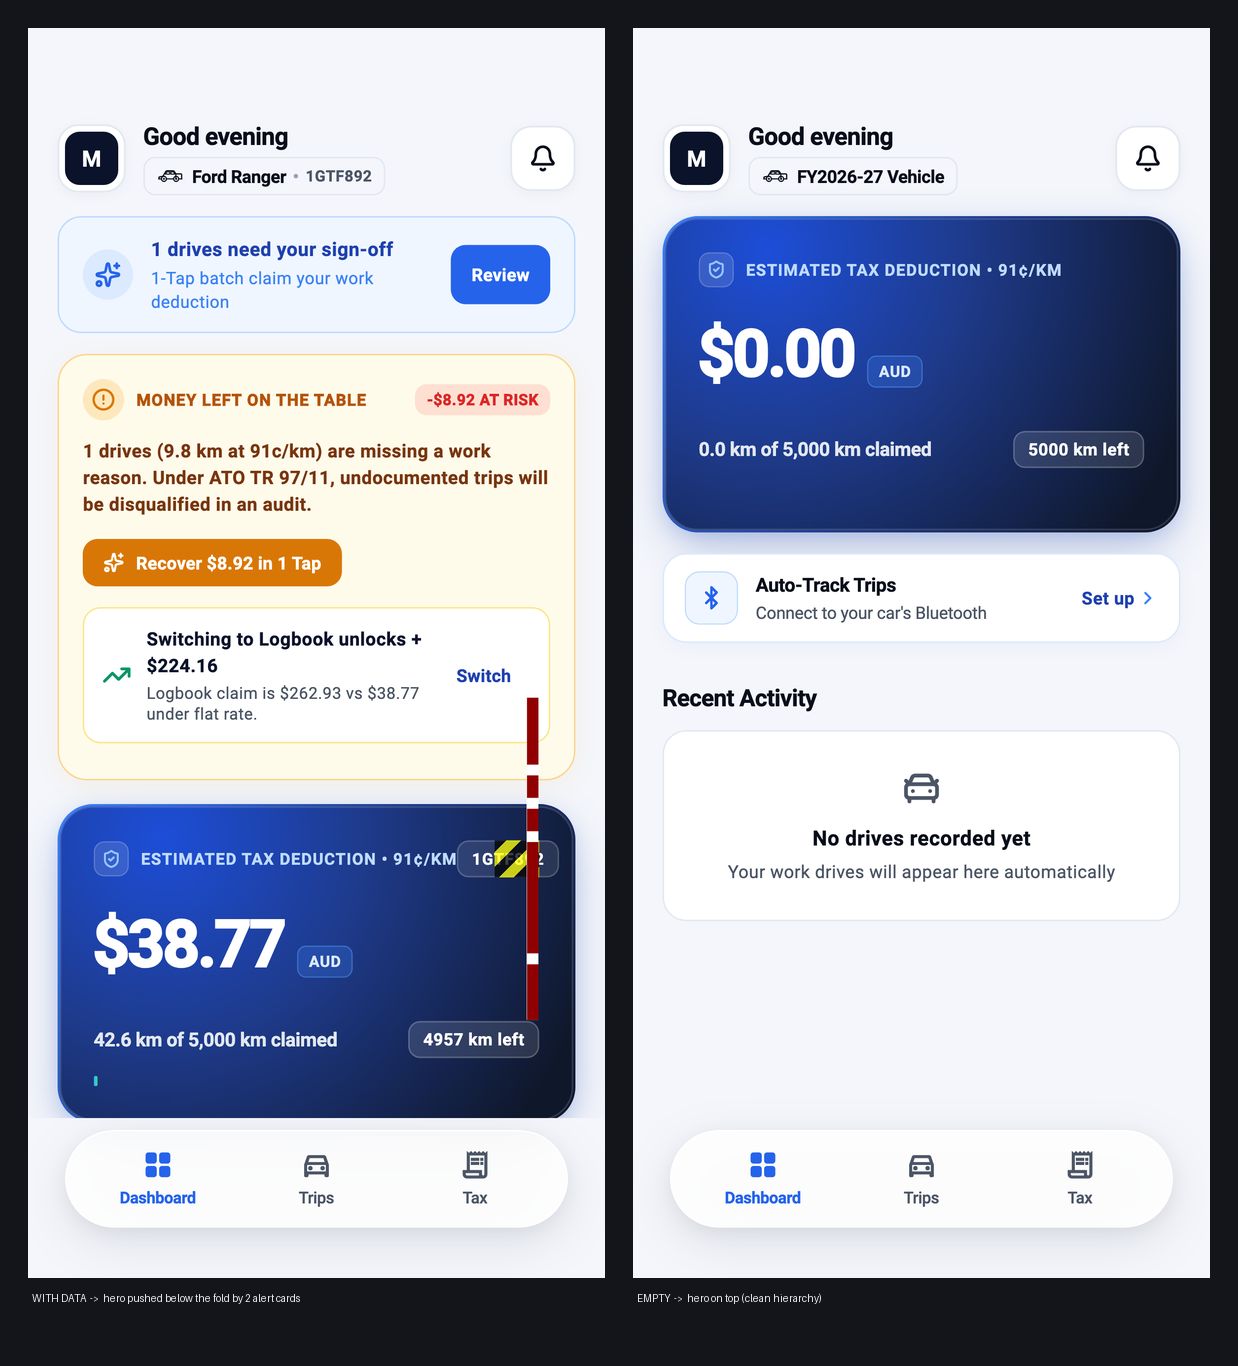 M
Good evening
Ford Ranger • 1GTF892
1 drives need your sign-off
1-Tap batch claim your work
deduction
Review
MONEY LEFT ON THE TABLE
-$8.92 AT RISK
1 drives (9.8 km at 91c/km) are missing a work
reason. Under ATO TR 97/11, undocumented trips will
be disqualified in an audit.
Recover $8.92 in 1 Tap
Switching to Logbook unlocks +
$224.16
Logbook claim is $262.93 vs $38.77
under flat rate.
Switch
ESTIMATED TAX DEDUCTION • 91¢/KM
$38.77
AUD
42.6 km of 5,000 km claimed
4957 km left
Dashboard
Trips
Tax
WITH DATA -> hero pushed below the fold by 2 alert cards
M
Good evening
FY2026-27 Vehicle
ESTIMATED TAX DEDUCTION • 91¢/KM
$0.00
AUD
0.0 km of 5,000 km claimed
5000 km left
Auto-Track Trips
Connect to your car's Bluetooth
Set up
Recent Activity
No drives recorded yet
Your work drives will appear here automatically
Dashboard
Trips
Tax
EMPTY -> hero on top (clean hierarchy)